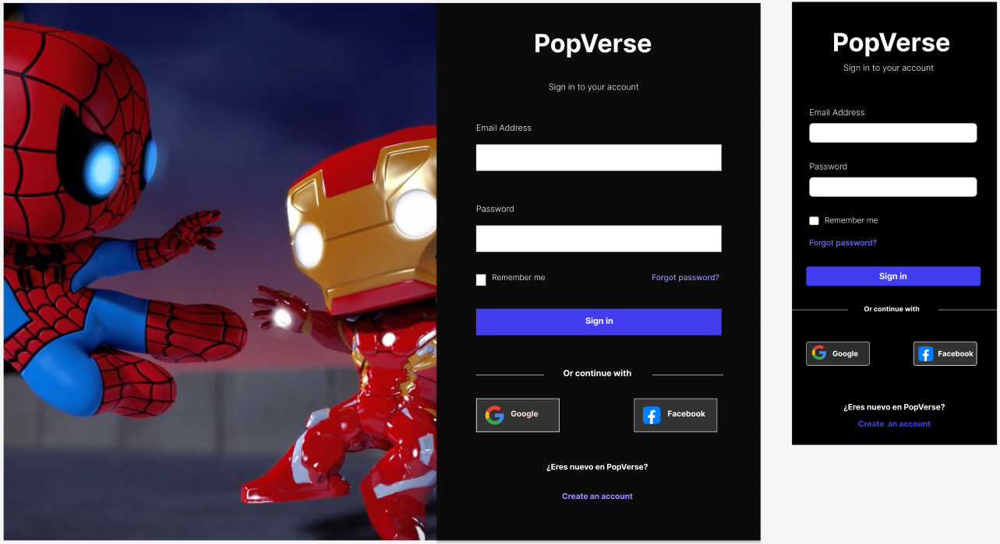 PopVerse
Sign in to your account
Email Address
Password
Remember me
Forgot password?
Sign in
Or continue with
Google
Facebook
¿Eres nuevo en PopVerse?
Create an account
PopVerse
Sign in to your account
Email Address
Password
Remember me
Forgot password?
Sign in
Or continue with
Google
Facebook
¿Eres nuevo en PopVerse?
Create an account